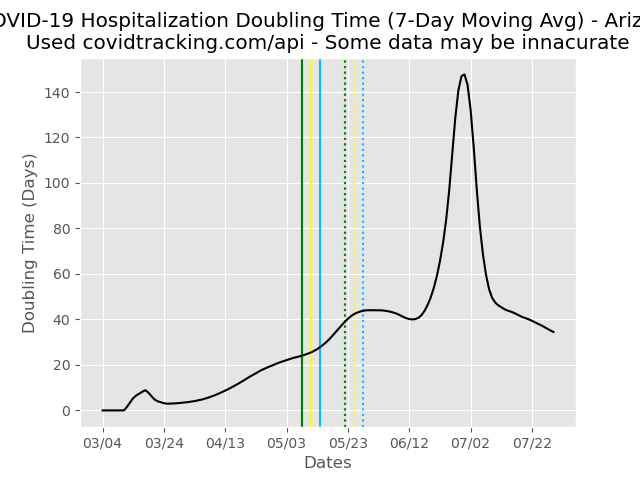 OVID-19 Hospitalization Doubling Time (7-Day Moving Avg) - Ariz
Used covidtracking.com/api - Some data may be innacurate
140
120
100
80
60
40
20
0
Doubling Time (Days)
03/04 03/24 04/13 05/03 05/23 06/12 07/02 07/22
Dates